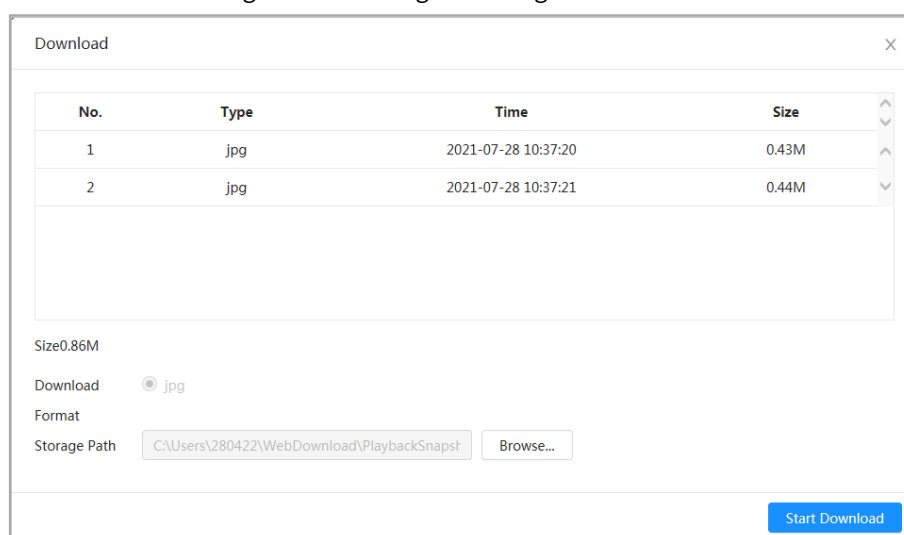 Download
No. Type Time Size
1 jpg 2021-07-28 10:37:20 0.43M
2 jpg 2021-07-28 10:37:21 0.44M
Size0.86M
Download jpg
Format
Storage Path C:\Users\280422\WebDownload\PlaybackSnapsh Browse...
Start Download